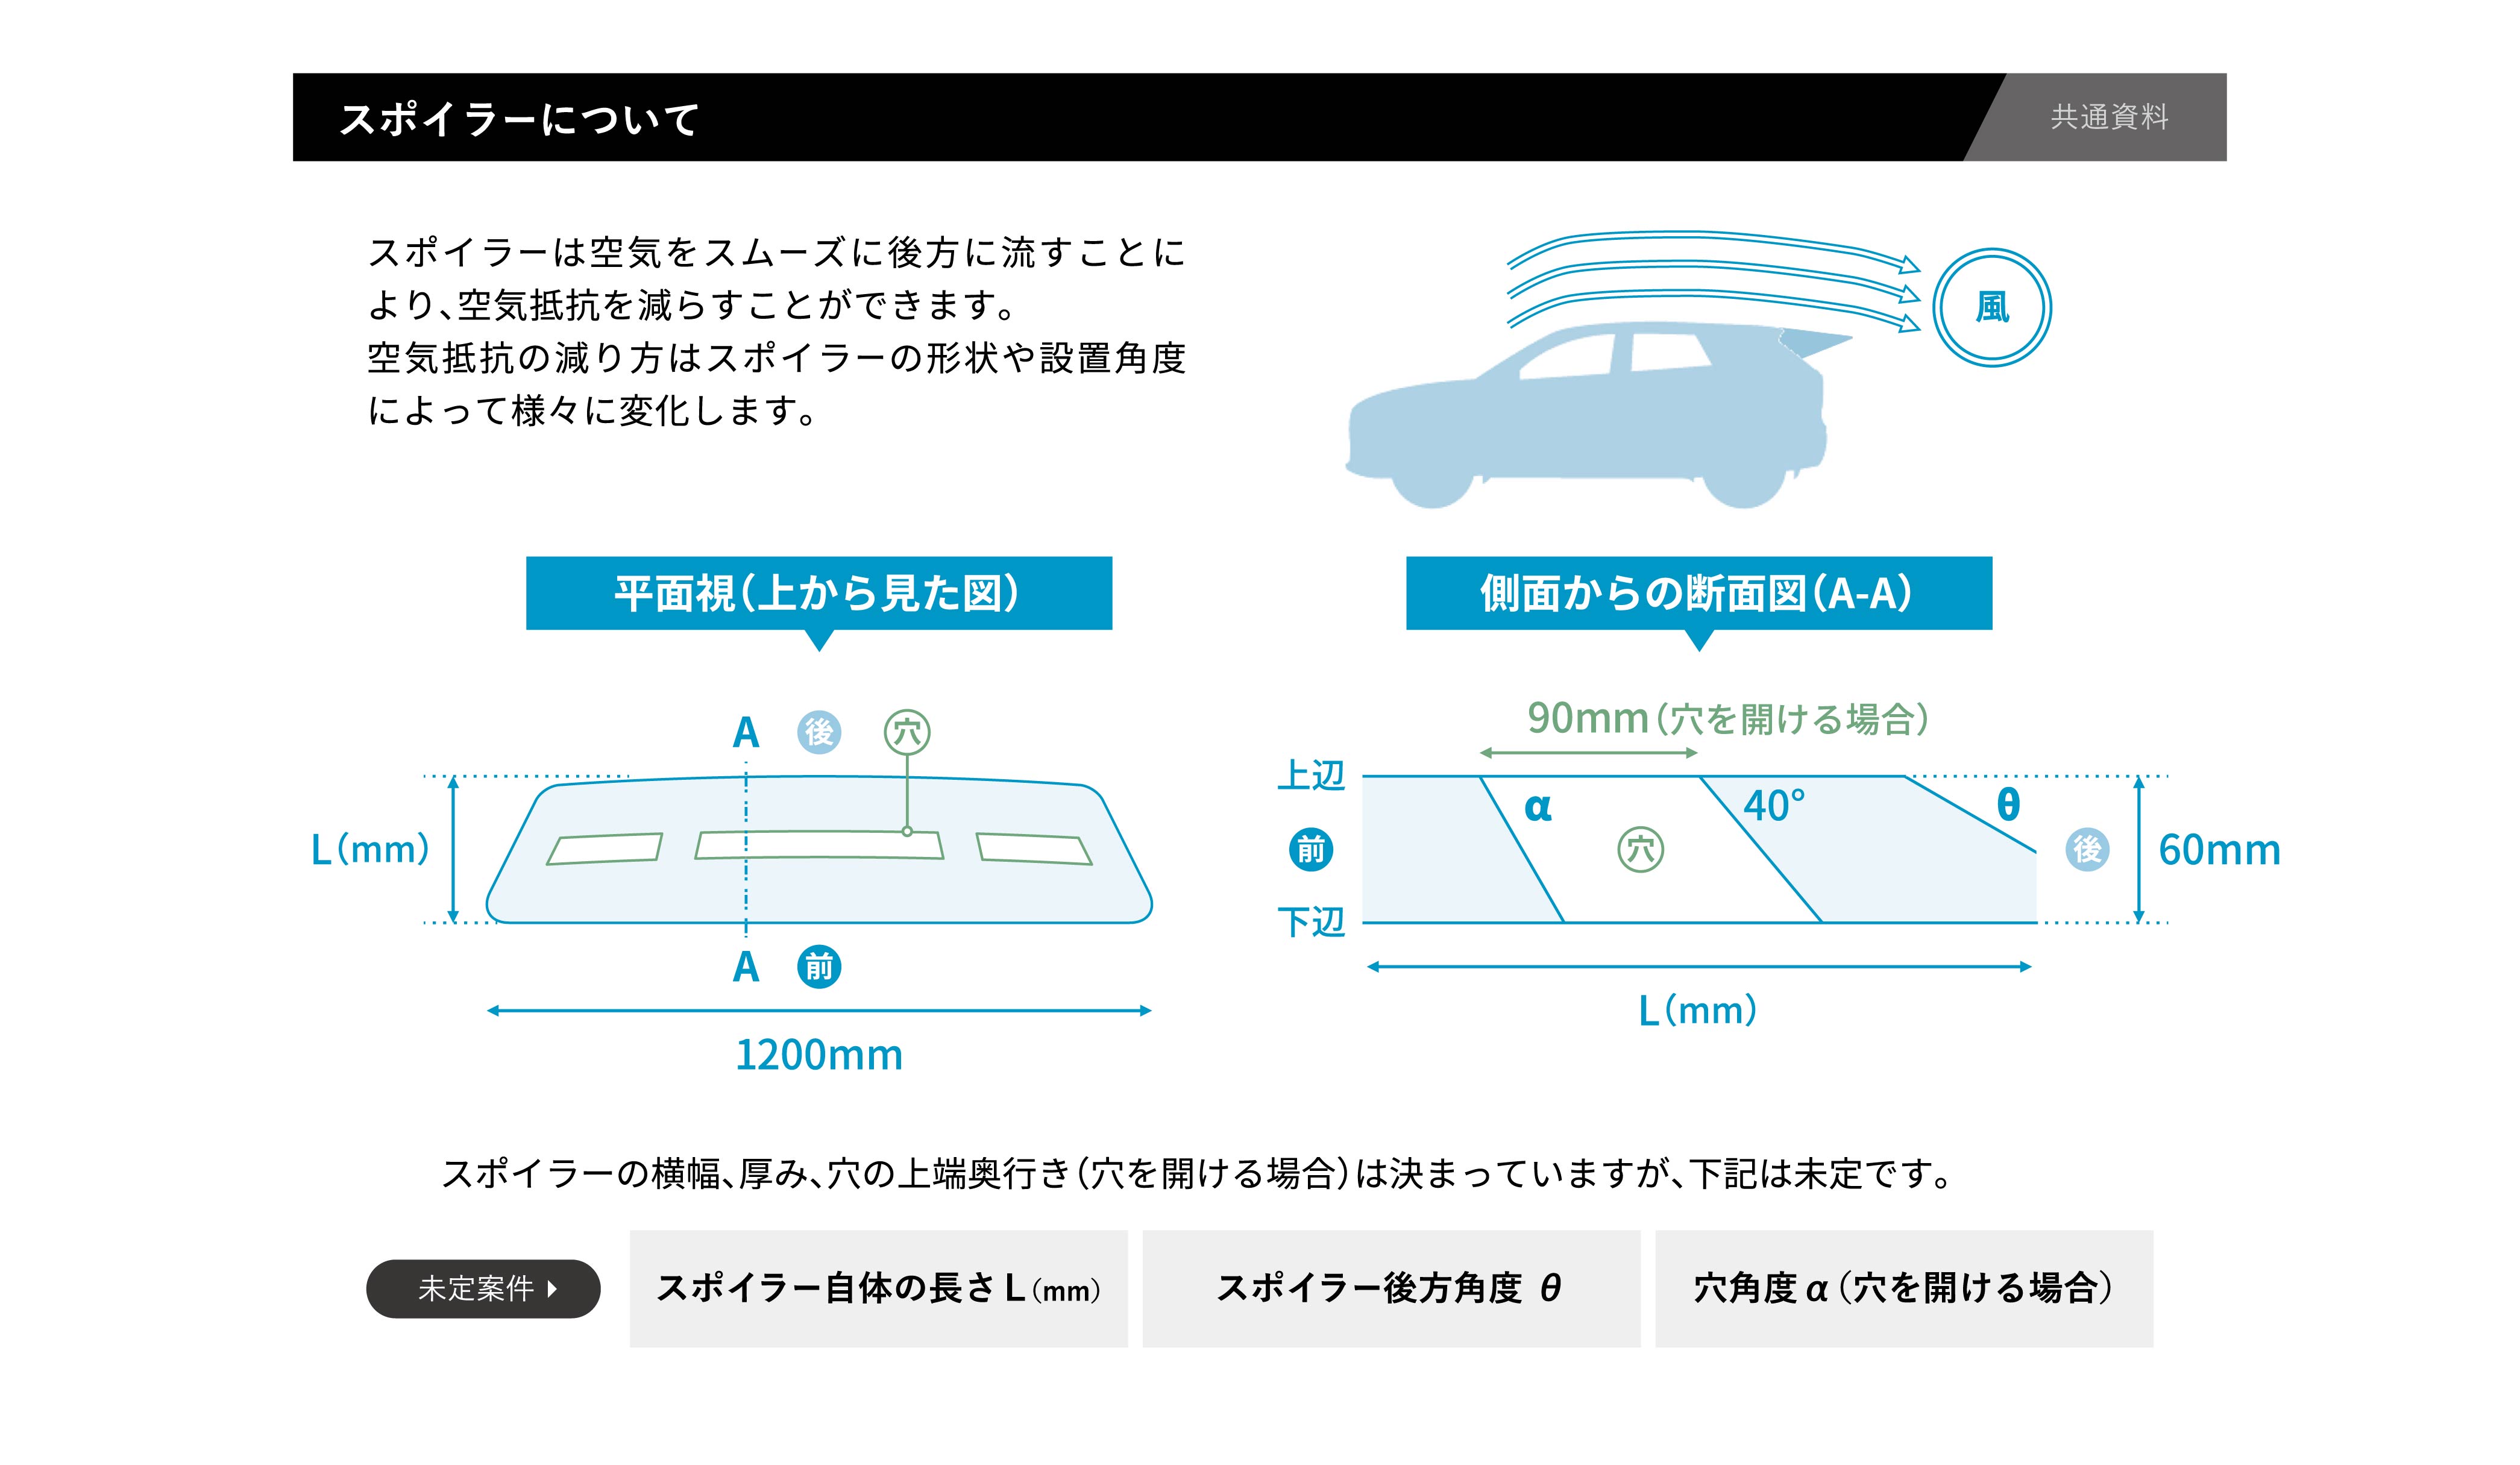 スポイラーについて
共通資料
スポイラーは空気をスムーズに後方に流すことに
より、空気抵抗を減らすことができます。
空気抵抗の減り方はスポイラーの形状や設置角度
によって様々に変化します。
風
平面視（上から見た図）
A
後
穴
L（mm）
A
前
1200mm
側面からの断面図（A-A）
90mm（穴を開ける場合）
上辺
α
40°
θ
前
穴
後
60mm
下辺
L（mm）
スポイラーの横幅、厚み、穴の上端奥行き（穴を開ける場合）は決まっていますが、下記は未定です。
未定案件
スポイラー自体の長さ L（mm）
スポイラー後方角度 θ
穴角度 α（穴を開ける場合）